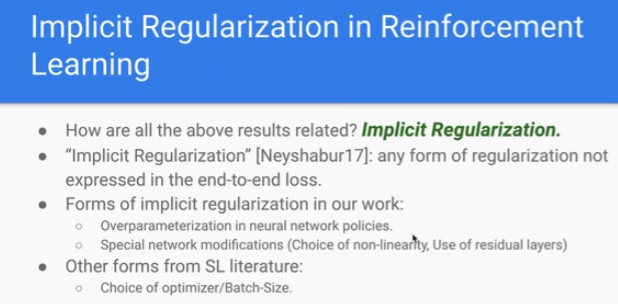 Implicit Regularization in Reinforcement
Learning
● How are all the above results related? Implicit Regularization.
● “Implicit Regularization” [Neyshabur17]: any form of regularization not
expressed in the end-to-end loss.
● Forms of implicit regularization in our work:
○ Overparameterization in neural network policies.
○ Special network modifications (Choice of non-linearity, Use of residual layers)
● Other forms from SL literature:
○ Choice of optimizer/Batch-Size.